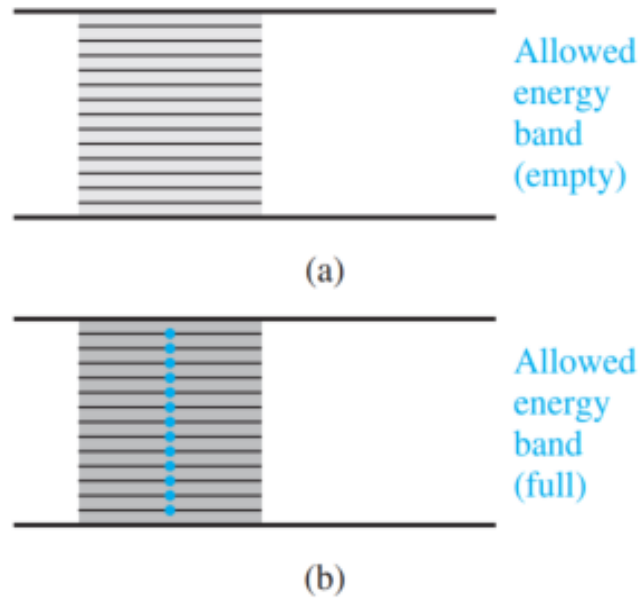 Allowed
energy
band
(empty)
(a)
Allowed
energy
band
(full)
(b)